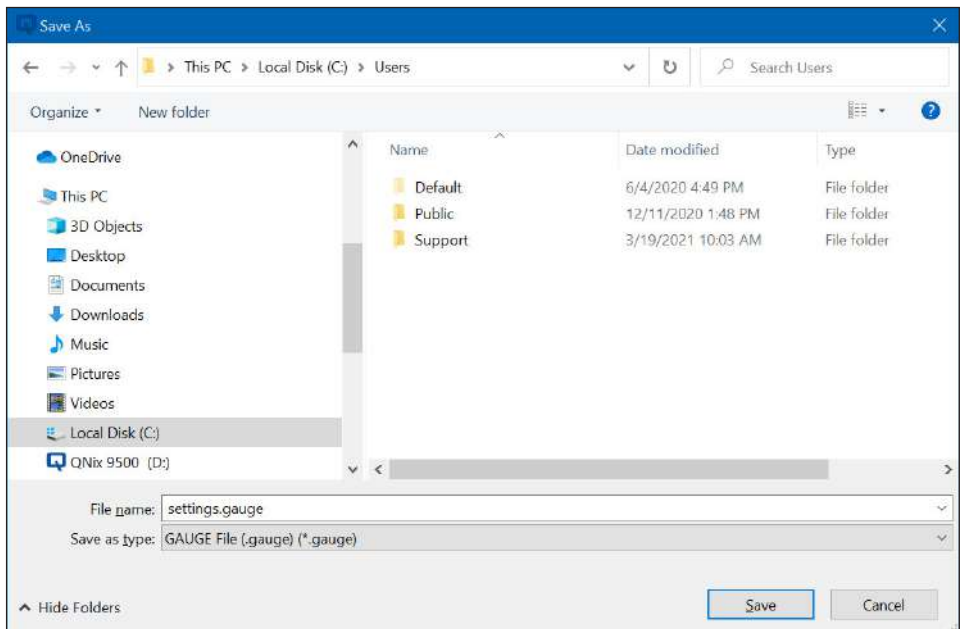 Save As
This PC > Local Disk (C:) > Users
Search Users
Organize
New folder
Name
Date modified
Type
OneDrive
This PC
3D Objects
Desktop
Documents
Downloads
Music
Pictures
Videos
Local Disk (C:)
QNix 9500 (D:)
Default 6/4/2020 4:49 PM File folder
Public 12/11/2020 1:48 PM File folder
Support 3/19/2021 10:03 AM File folder
File name: settings.gauge
Save as type: GAUGE File (.gauge) (*.gauge)
Hide Folders
Save
Cancel